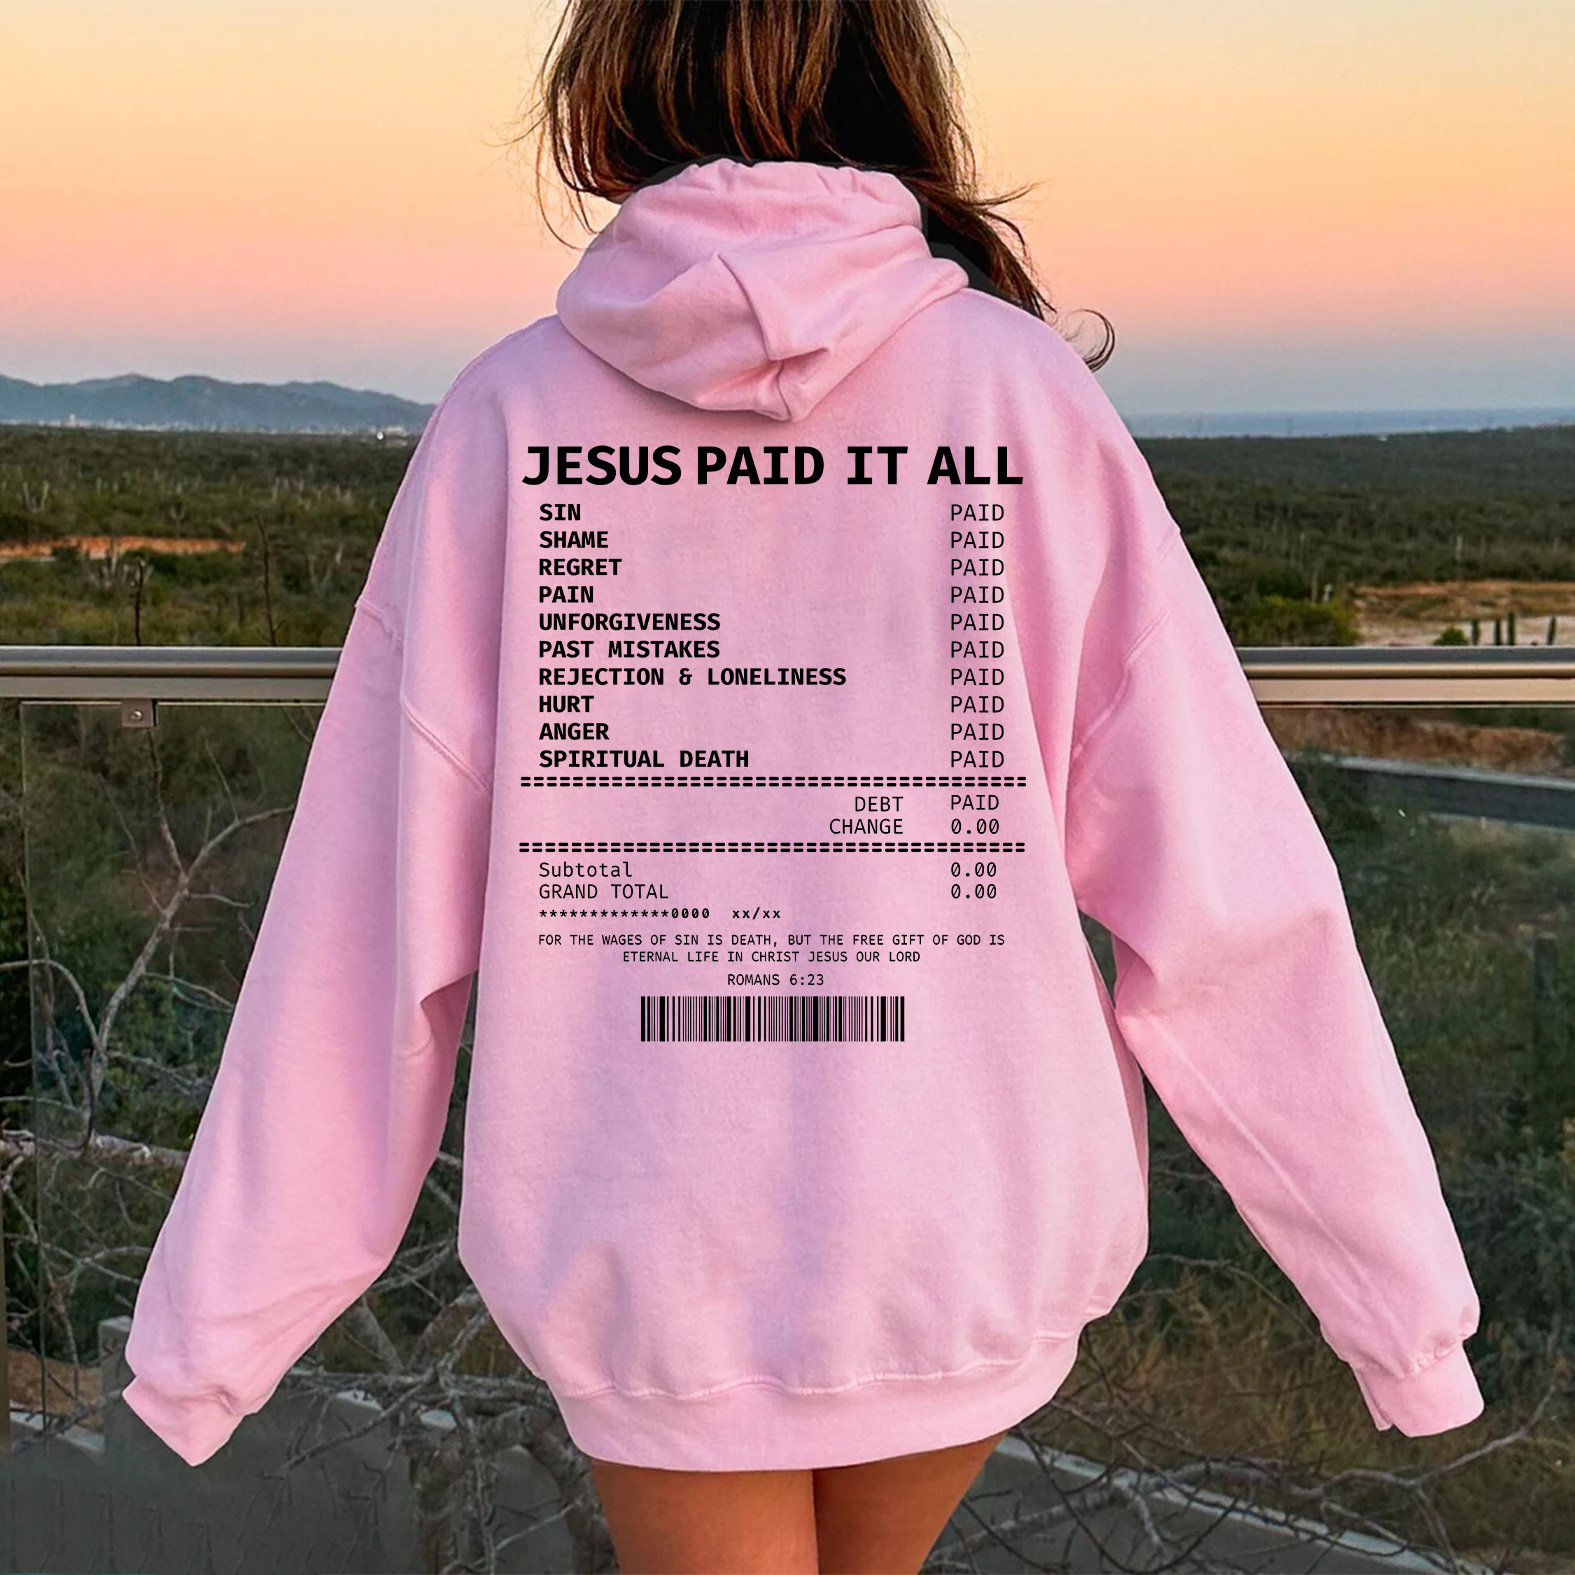 JESUS PAID IT ALL
SIN PAID
SHAME PAID
REGRET PAID
PAIN PAID
UNFORGIVENESS PAID
PAST MISTAKES PAID
REJECTION & LONELINESS PAID
HURT PAID
ANGER PAID
SPIRITUAL DEATH PAID
=======================================
DEBT PAID
CHANGE 0.00
=======================================
Subtotal 0.00
GRAND TOTAL 0.00
*************0000 xx/xx
FOR THE WAGES OF SIN IS DEATH, BUT THE FREE GIFT OF GOD IS
ETERNAL LIFE IN CHRIST JESUS OUR LORD
ROMANS 6:23